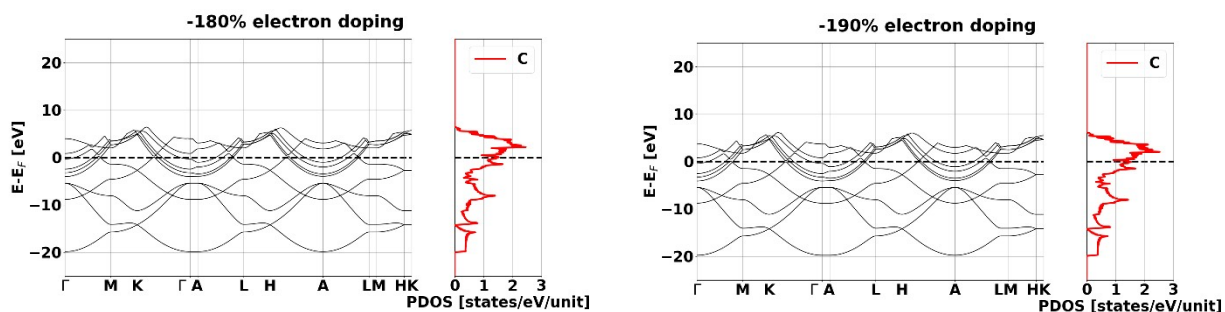 -180% electron doping
E-E_F [eV]
20
10
0
−10
−20
Γ M K Γ A L H A LM HK
C
0 1 2 3
PDOS [states/eV/unit]
-190% electron doping
E-E_F [eV]
20
10
0
−10
−20
Γ M K Γ A L H A LM HK
C
0 1 2 3
PDOS [states/eV/unit]